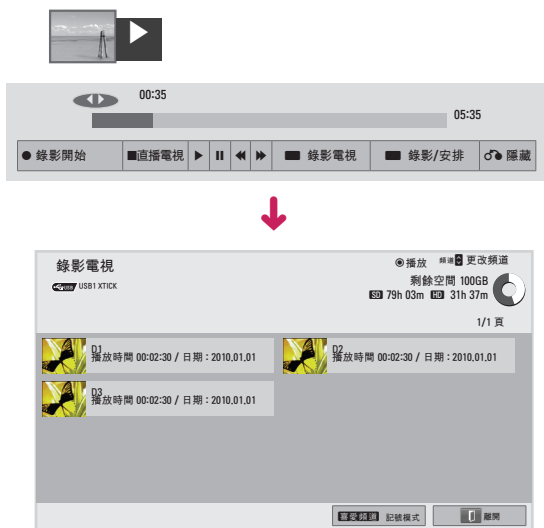 00:35
05:35
● 錄影開始 ■直播電視 ▶ II ◀◀ ▶▶ 錄影電視 錄影/安排 隱藏
錄影電視
◉播放 頻道 更改頻道
USB USB1 XTICK
剩餘空間 100GB
SD 79h 03m HD 31h 37m
1/1 頁
D1
播放時間 00:02:30 / 日期：2010,01.01
D2
播放時間 00:02:30 / 日期：2010,01.01
D3
播放時間 00:02:30 / 日期：2010,01.01
喜愛頻道 記號模式 離開